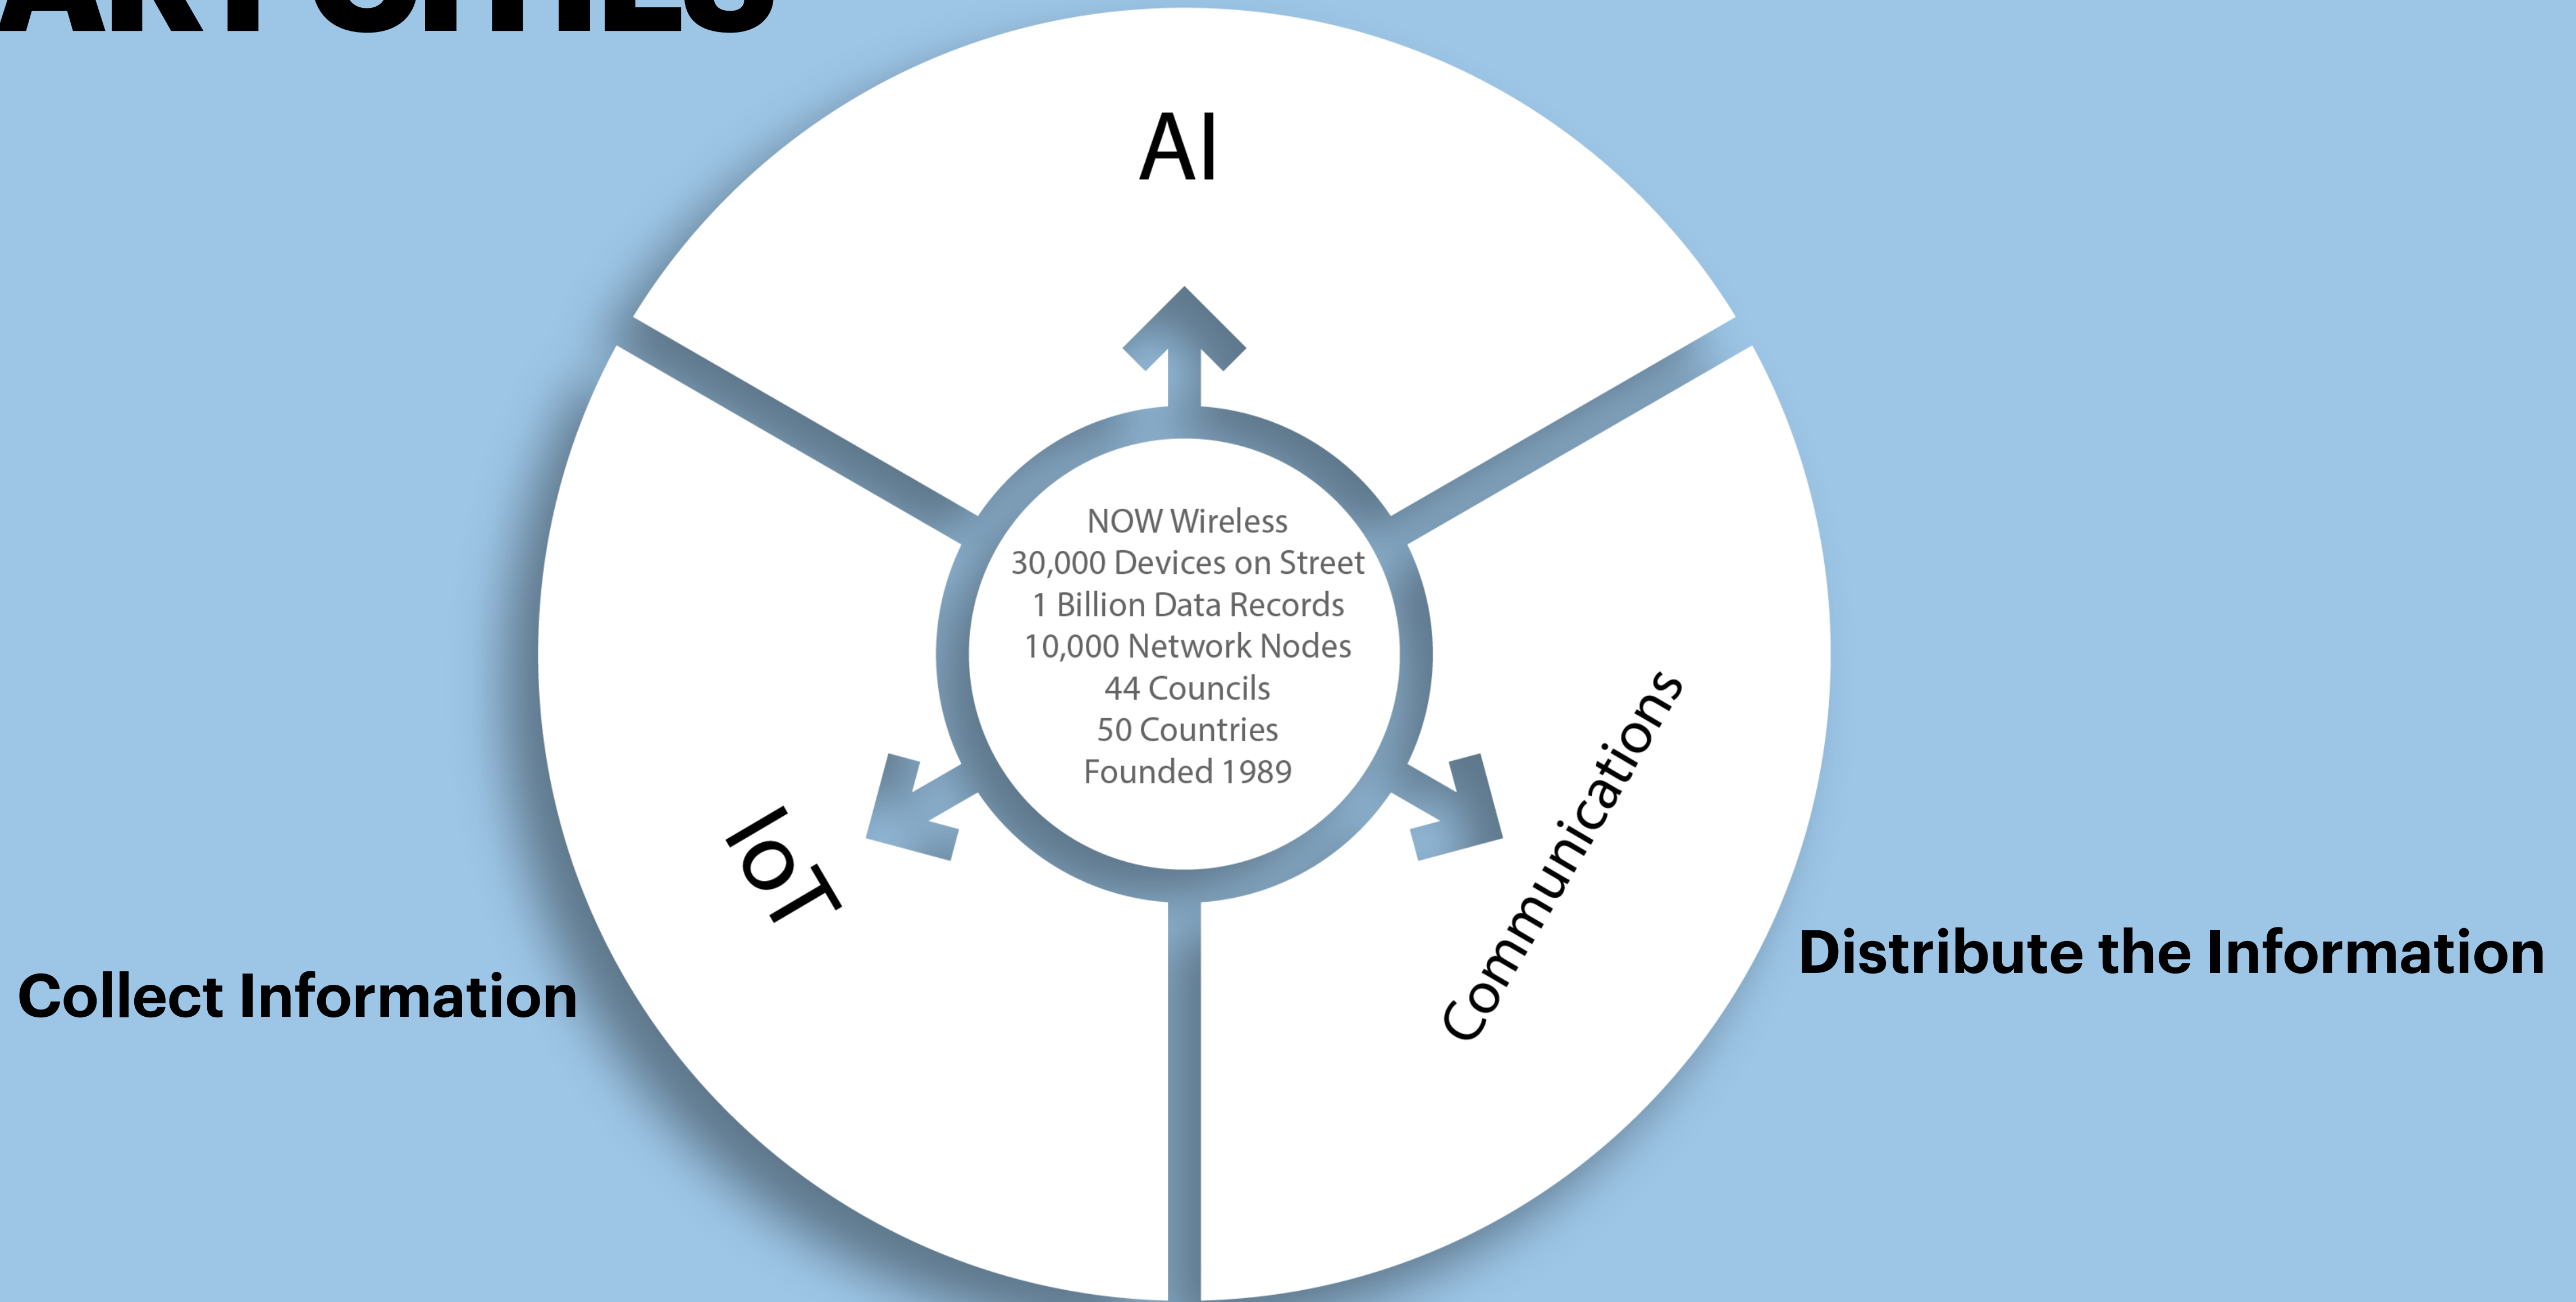 CITIES
AI
NOW Wireless
30,000 Devices on Street
1 Billion Data Records
10,000 Network Nodes
44 Councils
50 Countries
Founded 1989
IoT
Communications
Collect Information
Distribute the Information